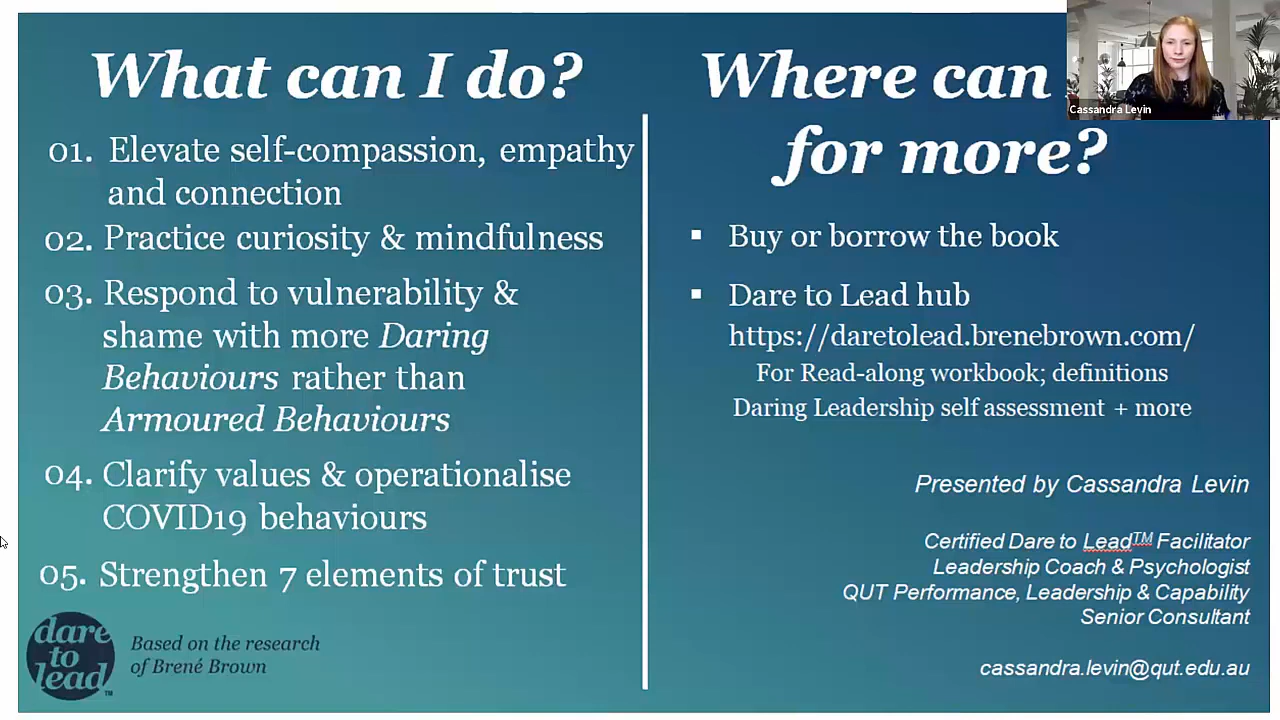 What can I do?
01. Elevate self-compassion, empathy
and connection
02. Practice curiosity & mindfulness
03. Respond to vulnerability &
shame with more Daring
Behaviours rather than
Armoured Behaviours
04. Clarify values & operationalise
COVID19 behaviours
05. Strengthen 7 elements of trust
dare
to
lead
TM
Based on the research
of Brené Brown
Where can
for more?
Cassandra Levin
▪ Buy or borrow the book
▪ Dare to Lead hub
https://daretolead.brenebrown.com/
For Read-along workbook; definitions
Daring Leadership self assessment + more
Presented by Cassandra Levin
Certified Dare to Lead™ Facilitator
Leadership Coach & Psychologist
QUT Performance, Leadership & Capability
Senior Consultant
cassandra.levin@qut.edu.au